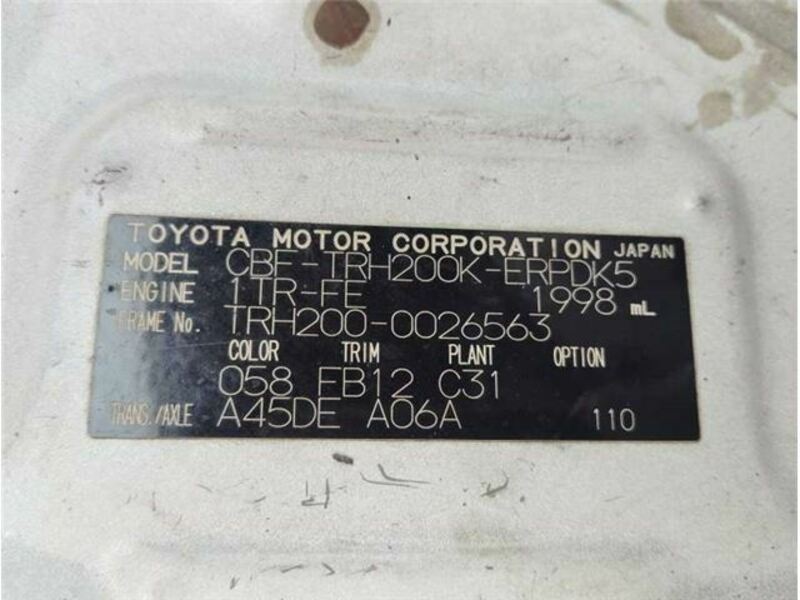 TOYOTA MOTOR CORPORATION JAPAN
MODEL CBF-TRH200K-ERPDK5
ENGINE 1TR-FE 1998 mL
FRAME No. TRH200-0026563
COLOR TRIM PLANT OPTION
058 FB12 C31
TRANS./AXLE A45DE A06A 110